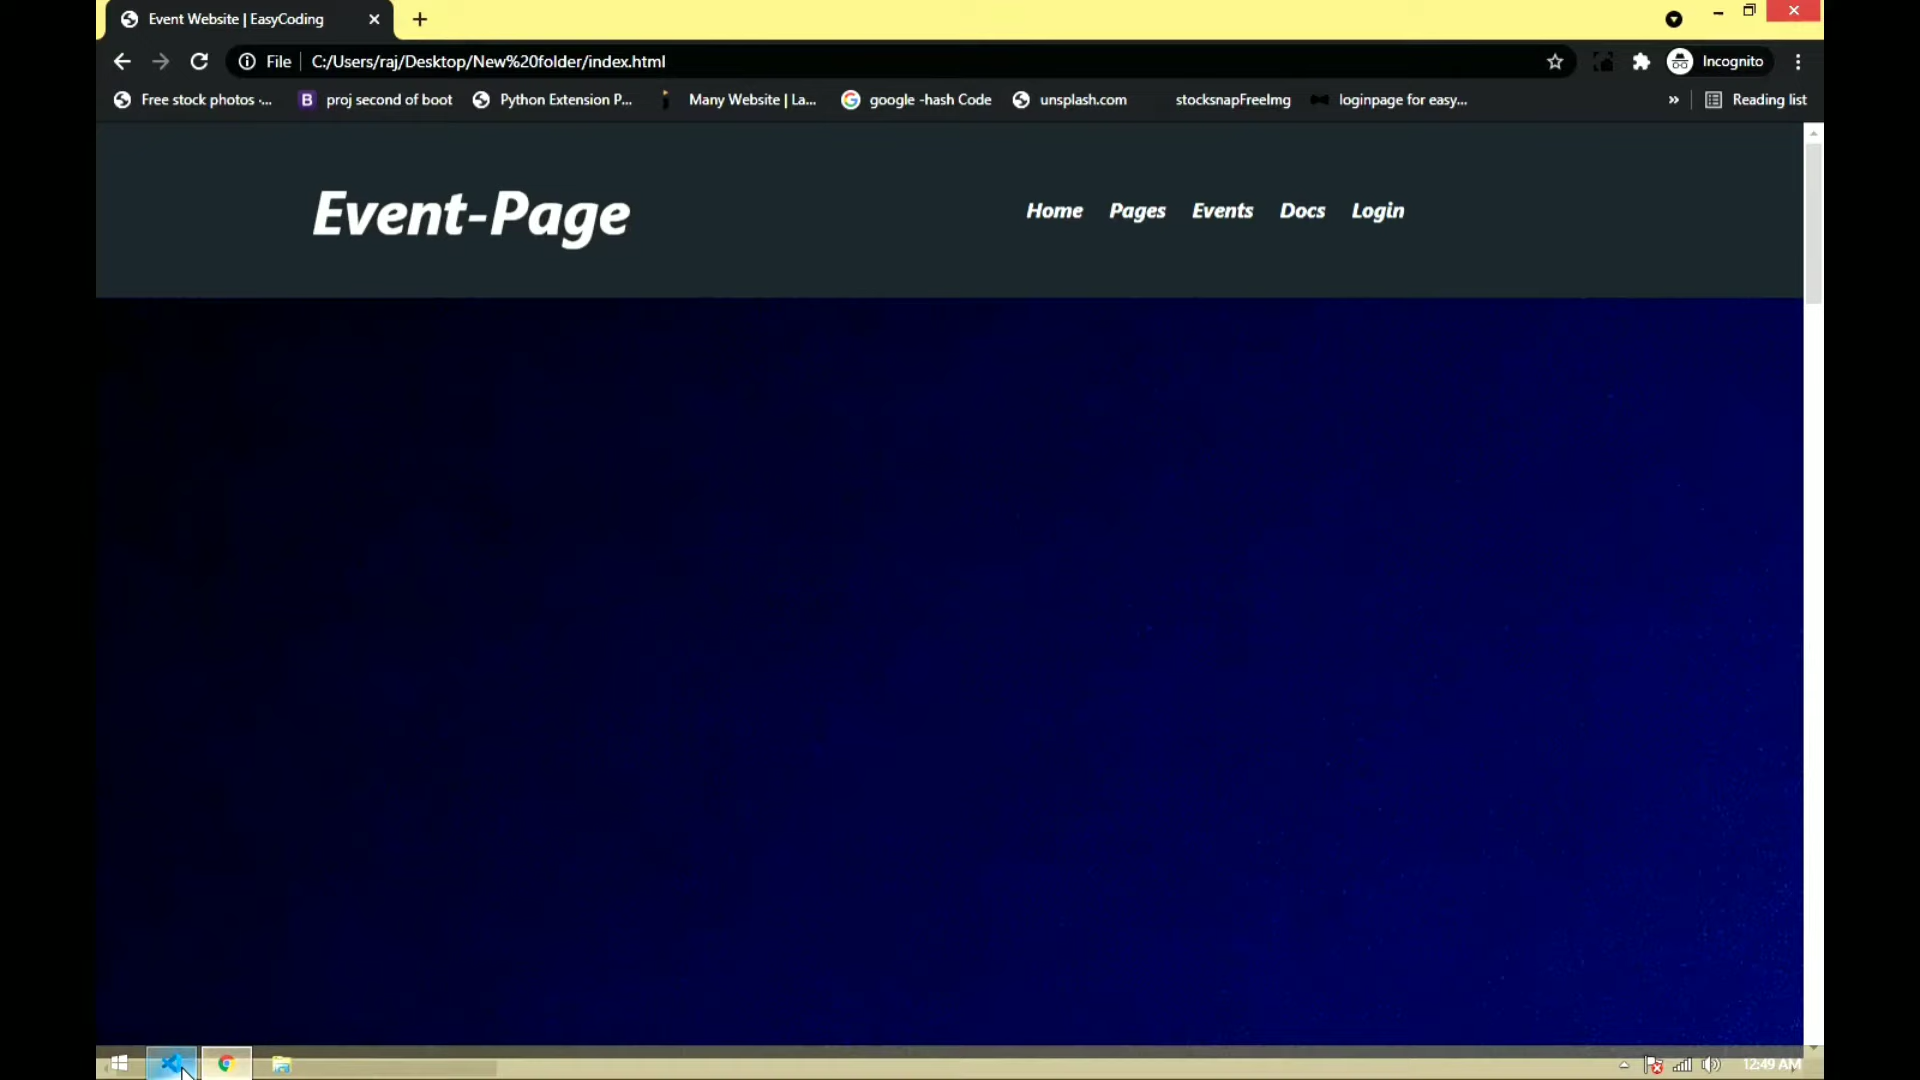 Event Website | EasyCoding
File C:/Users/raj/Desktop/New%20folder/index.html Incognito
Free stock photos ·... B proj second of boot Python Extension P... Many Website | La... google -hash Code unsplash.com stocksnapFreeImg loginpage for easy... » Reading list
Event-Page Home Pages Events Docs Login
12:49 AM